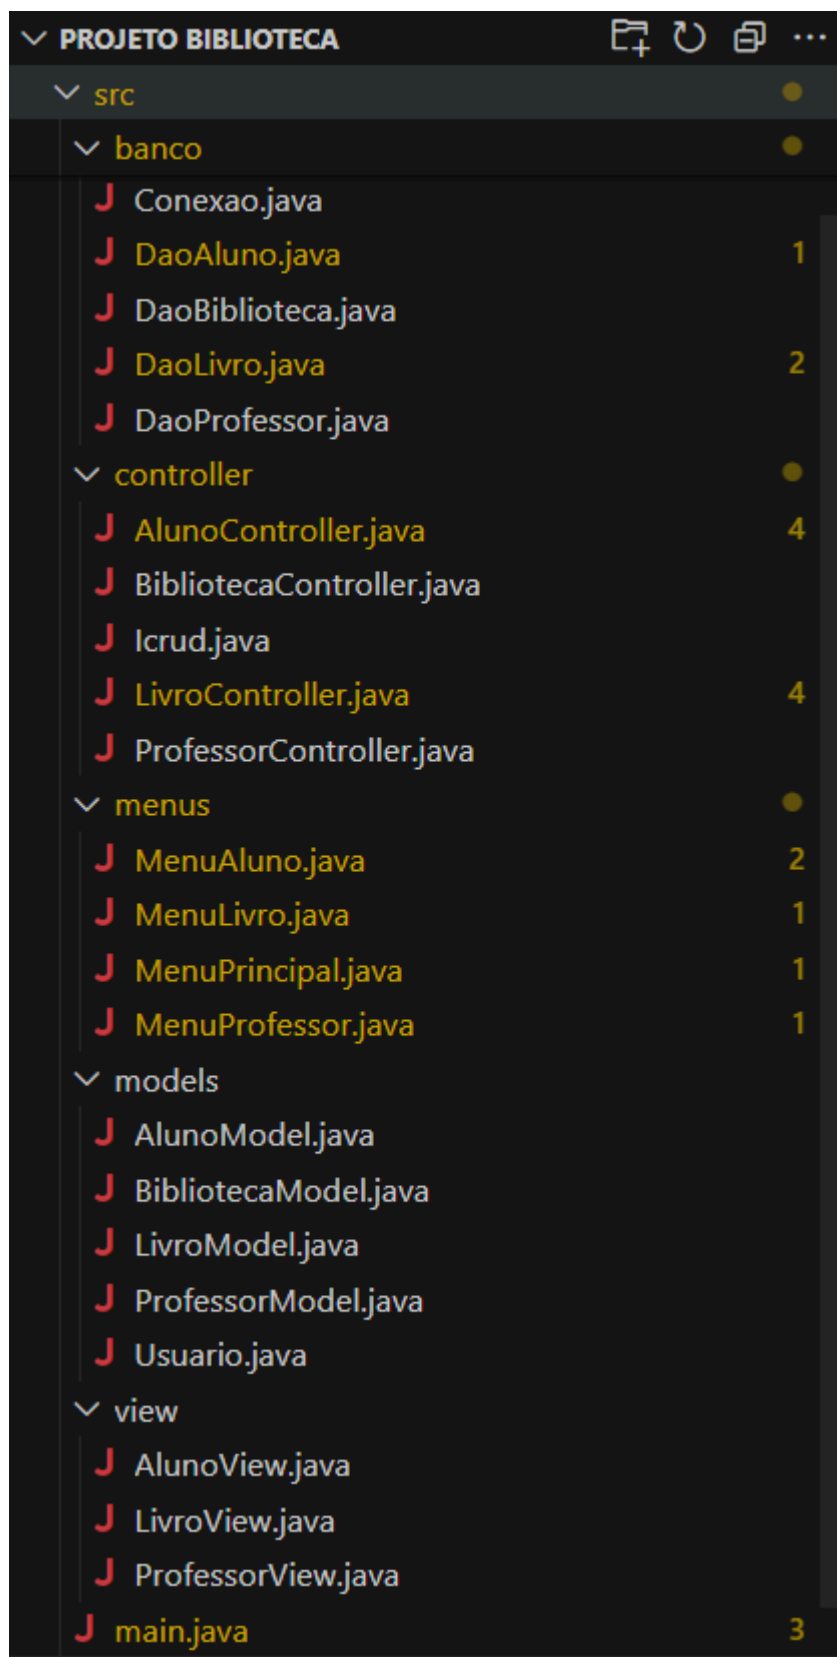 PROJETO BIBLIOTECA
src
banco
J Conexao.java
J DaoAluno.java 1
J DaoBiblioteca.java
J DaoLivro.java 2
J DaoProfessor.java
controller
J AlunoController.java 4
J BibliotecaController.java
J Icrud.java
J LivroController.java 4
J ProfessorController.java
menus
J MenuAluno.java 2
J MenuLivro.java 1
J MenuPrincipal.java 1
J MenuProfessor.java 1
models
J AlunoModel.java
J BibliotecaModel.java
J LivroModel.java
J ProfessorModel.java
J Usuario.java
view
J AlunoView.java
J LivroView.java
J ProfessorView.java
J main.java 3